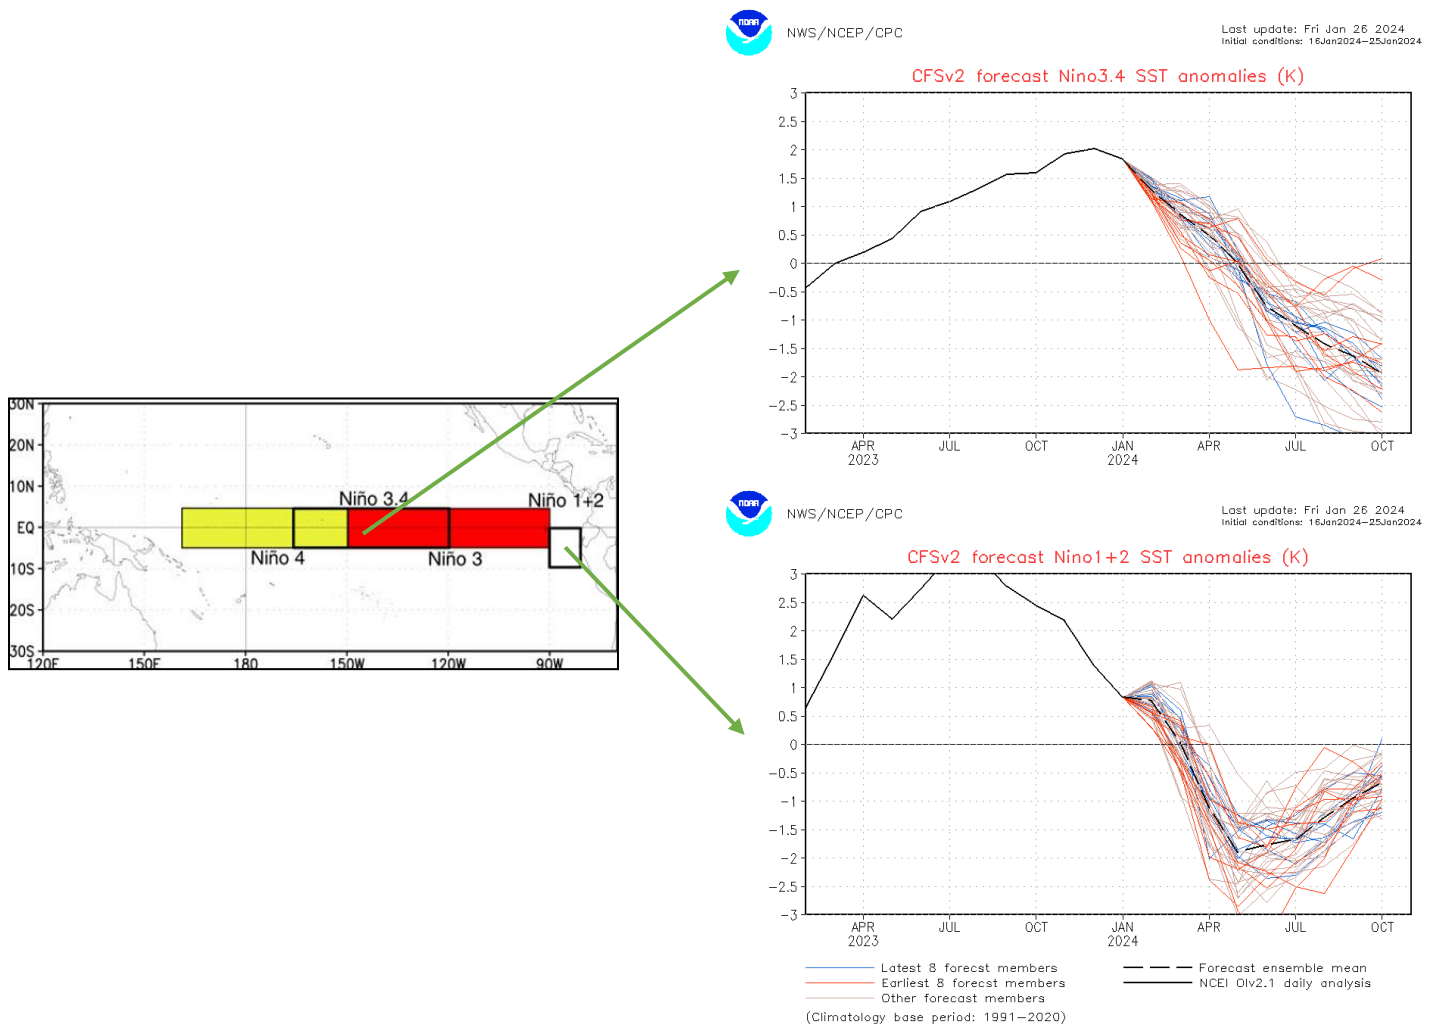 NOAA
NWS/NCEP/CPC
Last update: Fri Jan 26 2024
Initial conditions: 16Jan2024–25Jan2024
CFSv2 forecast Nino3.4 SST anomalies (K)
3
2.5
2
1.5
1
0.5
0
−0.5
−1
−1.5
−2
−2.5
−3
APR
2023
JUL
OCT
JAN
2024
APR
JUL
OCT
30N
20N
10N
EQ
10S
20S
30S
120E
150E
180
150W
120W
90W
Niño 3.4
Niño 1+2
Niño 4
Niño 3
NOAA
NWS/NCEP/CPC
Last update: Fri Jan 26 2024
Initial conditions: 16Jan2024–25Jan2024
CFSv2 forecast Nino1+2 SST anomalies (K)
3
2.5
2
1.5
1
0.5
0
−0.5
−1
−1.5
−2
−2.5
−3
APR
2023
JUL
OCT
JAN
2024
APR
JUL
OCT
Latest 8 forecst members
Earliest 8 forecst members
Other forecast members
Forecast ensemble mean
NCEI OIv2.1 daily analysis
(Climatology base period: 1991–2020)